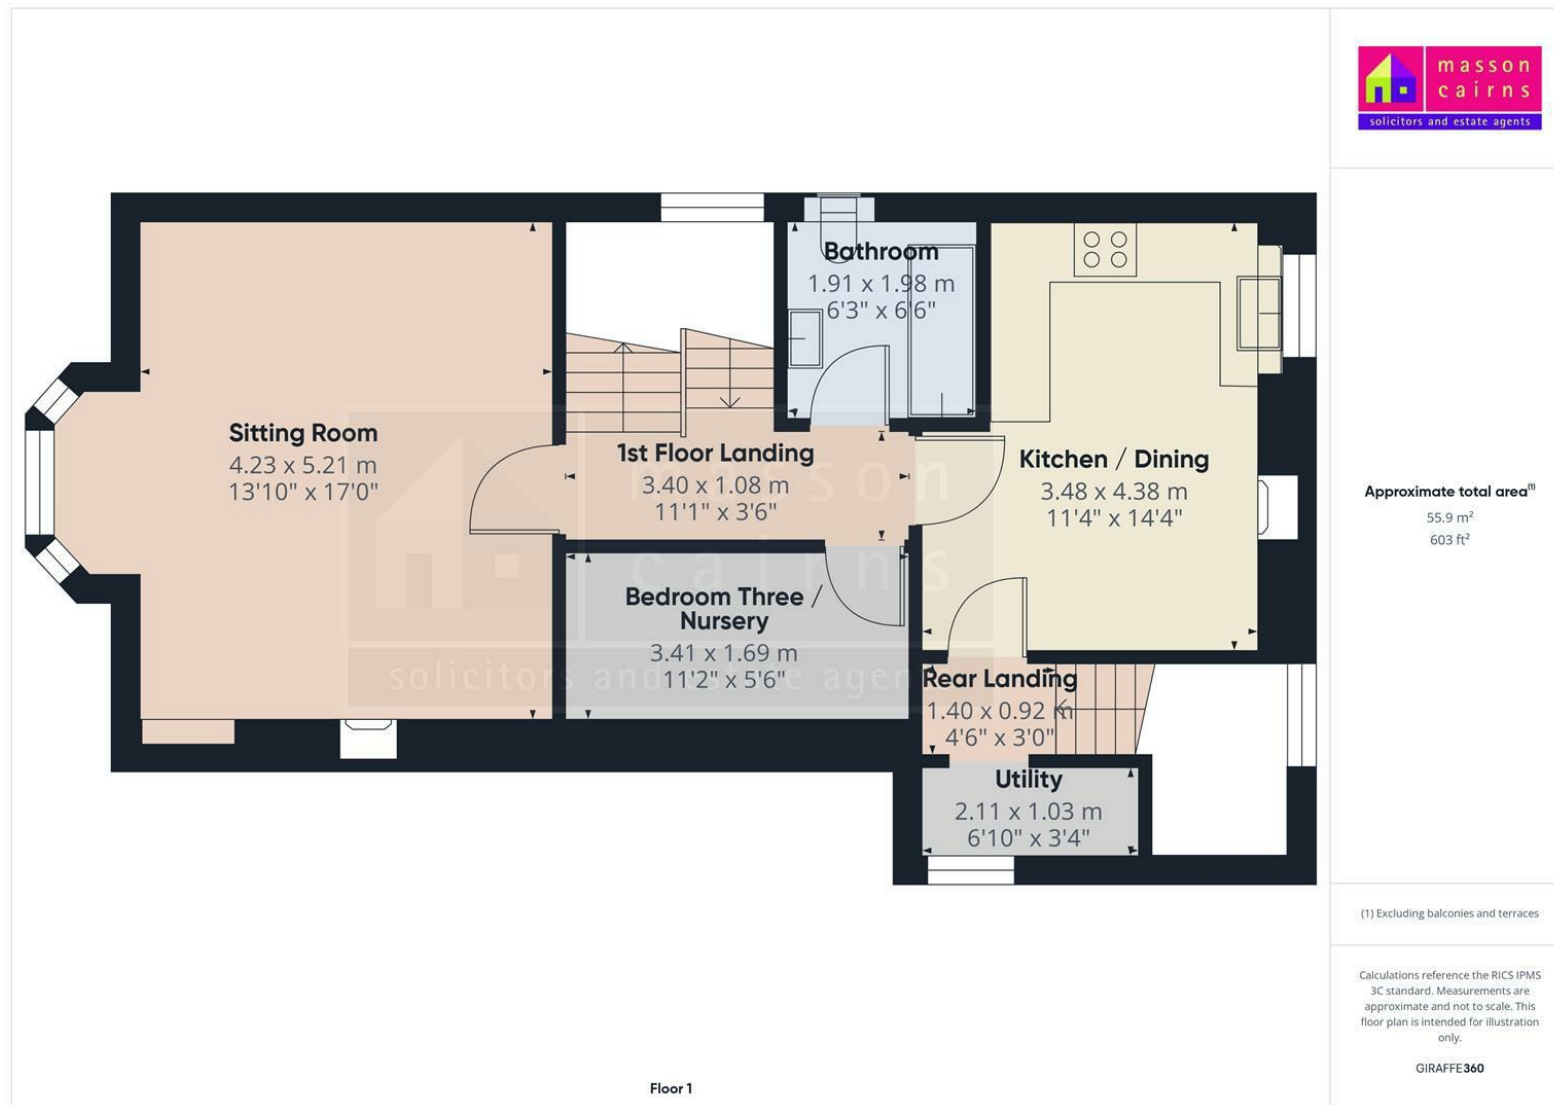 masson
cairns
solicitors and estate agents
Bathroom
1.91 x 1.98 m
6'3" x 6'6"
Sitting Room
4.23 x 5.21 m
13'10" x 17'0"
1st Floor Landing
3.40 x 1.08 m
11'1" x 3'6"
Kitchen / Dining
3.48 x 4.38 m
11'4" x 14'4"
Bedroom Three /
Nursery
3.41 x 1.69 m
11'2" x 5'6"
Rear Landing
1.40 x 0.92 m
4'6" x 3'0"
Utility
2.11 x 1.03 m
6'10" x 3'4"
masson
cairns
solicitors and estate agents
Floor 1
Approximate total area(1)
55.9 m²
603 ft²
(1) Excluding balconies and terraces
Calculations reference the RICS IPMS
3C standard. Measurements are
approximate and not to scale. This
floor plan is intended for illustration
only.
GIRAFFE360